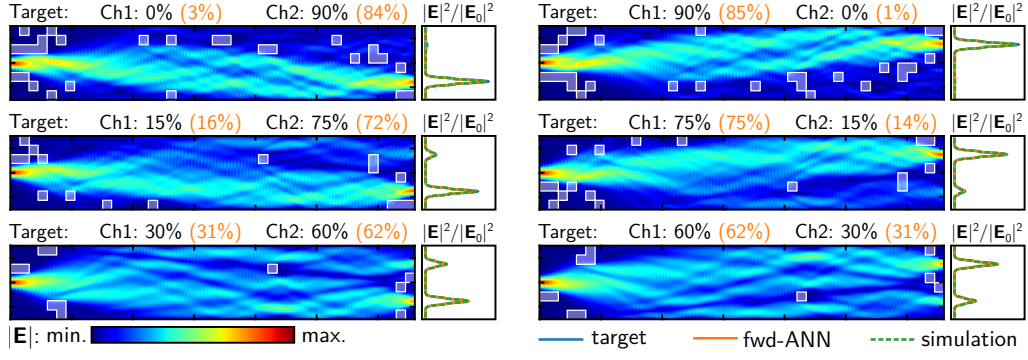 Target: Ch1: 0% (3%) Ch2: 90% (84%) |E|²/|E₀|²
Target: Ch1: 90% (85%) Ch2: 0% (1%) |E|²/|E₀|²
Target: Ch1: 15% (16%) Ch2: 75% (72%) |E|²/|E₀|²
Target: Ch1: 75% (75%) Ch2: 15% (14%) |E|²/|E₀|²
Target: Ch1: 30% (31%) Ch2: 60% (62%) |E|²/|E₀|²
Target: Ch1: 60% (62%) Ch2: 30% (31%) |E|²/|E₀|²
|E|: min. max.
target fwd-ANN simulation